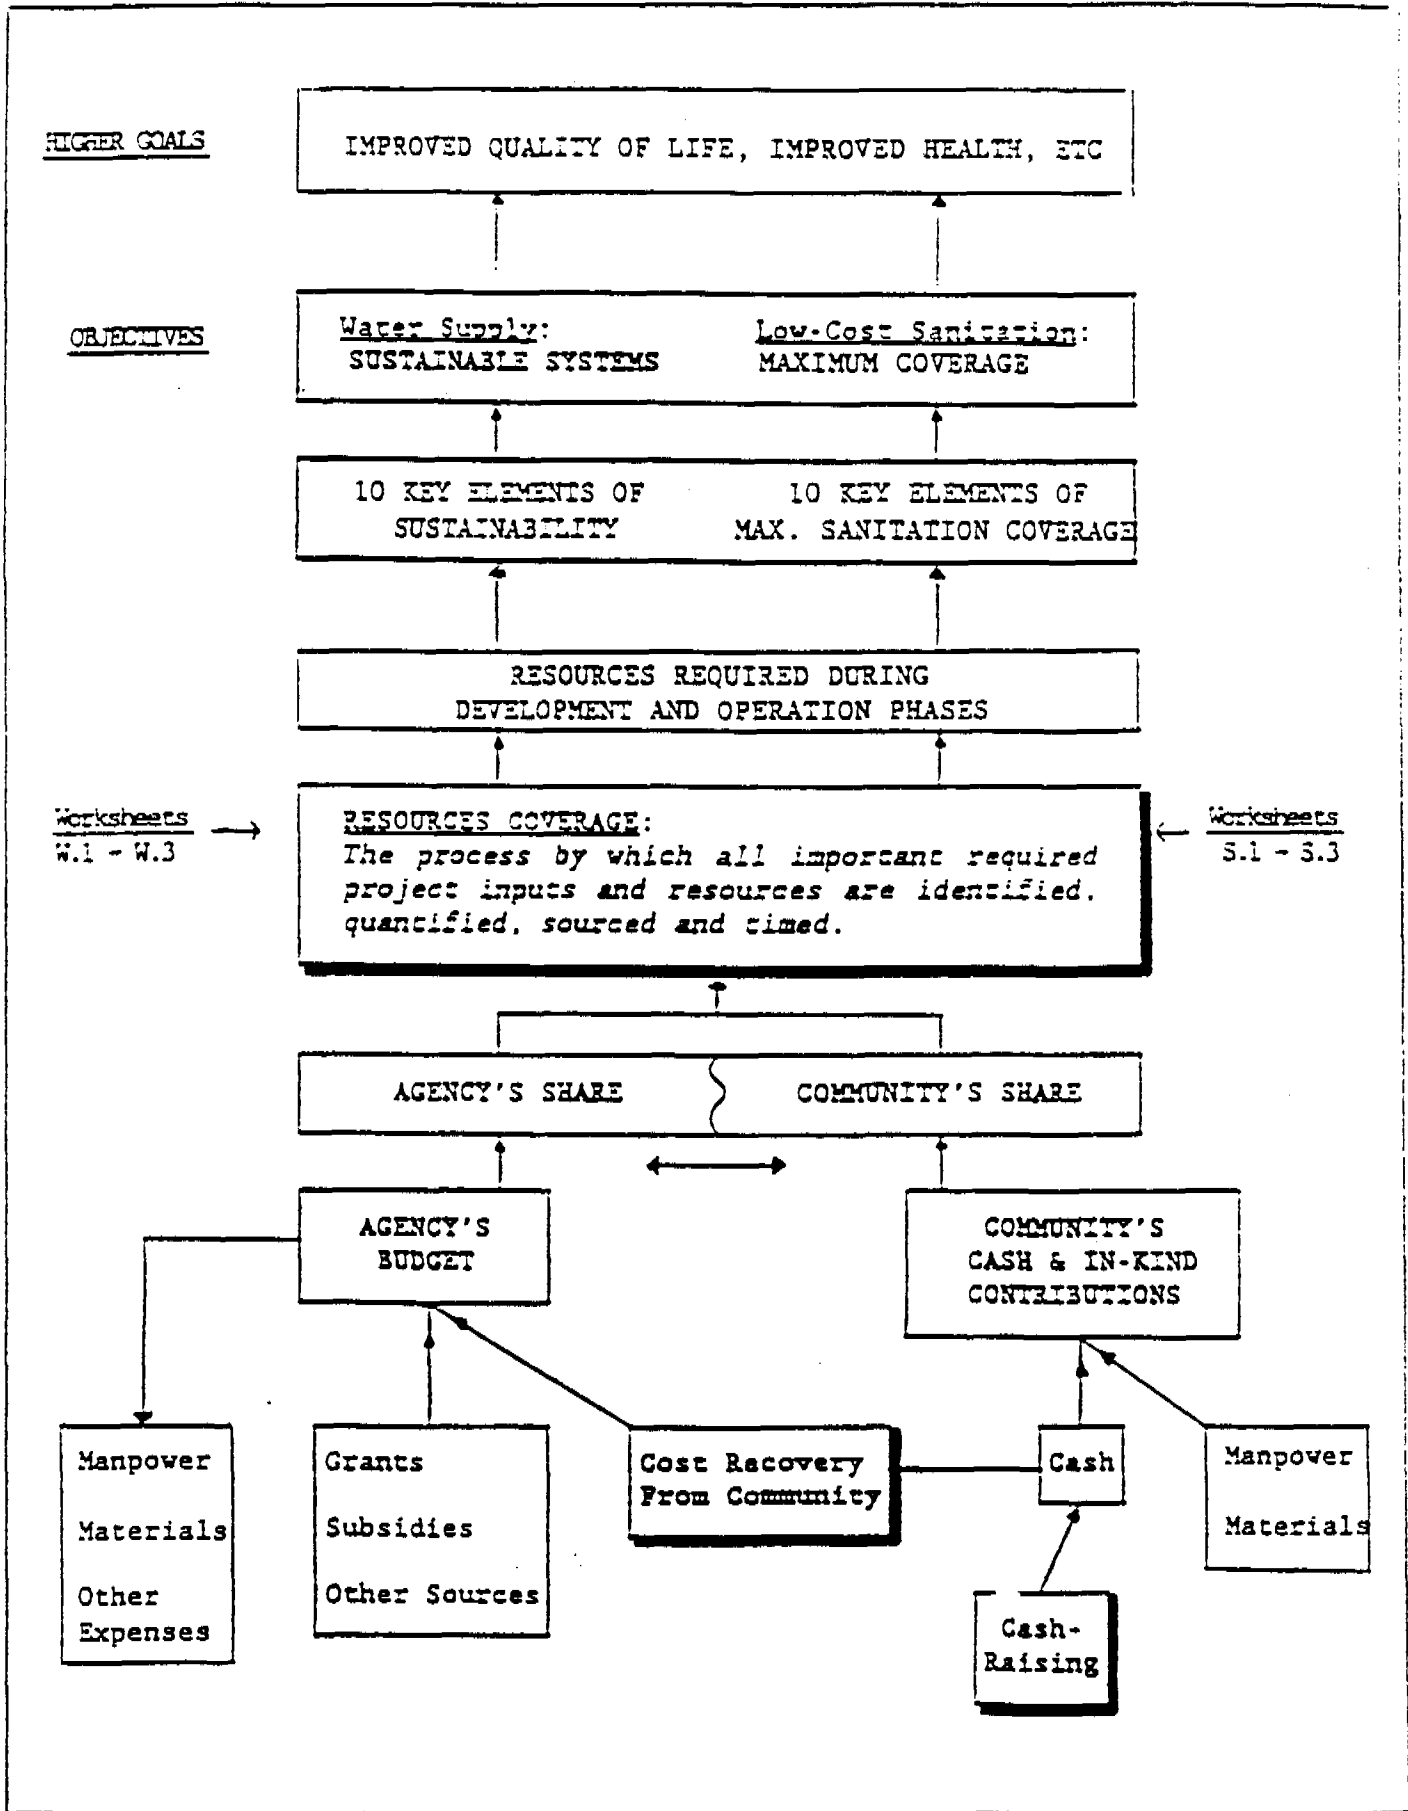 HIGHER GOALS
IMPROVED QUALITY OF LIFE, IMPROVED HEALTH, ETC
OBJECTIVES
Water Supply:
SUSTAINABLE SYSTEMS
Low-Cost Sanitation:
MAXIMUM COVERAGE
10 KEY ELEMENTS OF
SUSTAINABILITY
10 KEY ELEMENTS OF
MAX. SANITATION COVERAGE
RESOURCES REQUIRED DURING
DEVELOPMENT AND OPERATION PHASES
Worksheets
W.1 - W.3
RESOURCES COVERAGE:
The process by which all important required
project inputs and resources are identified,
quantified, sourced and timed.
Worksheets
S.1 - S.3
AGENCY'S SHARE
COMMUNITY'S SHARE
AGENCY'S
BUDGET
COMMUNITY'S
CASH & IN-KIND
CONTRIBUTIONS
Manpower
Materials
Other
Expenses
Grants
Subsidies
Other Sources
Cost Recovery
From Community
Cash
Manpower
Materials
Cash-
Raising